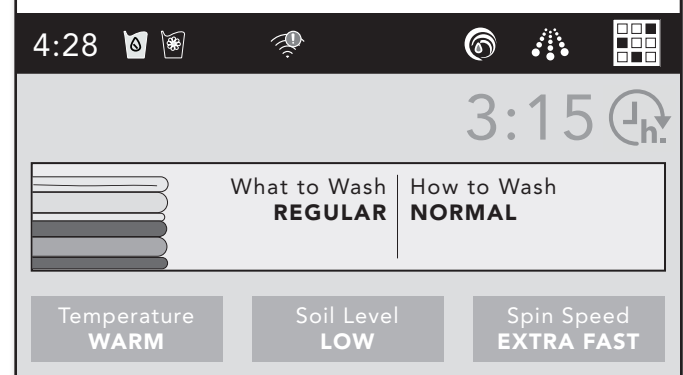 4:28
3:15 h.
What to Wash
REGULAR
How to Wash
NORMAL
Temperature
WARM
Soil Level
LOW
Spin Speed
EXTRA FAST